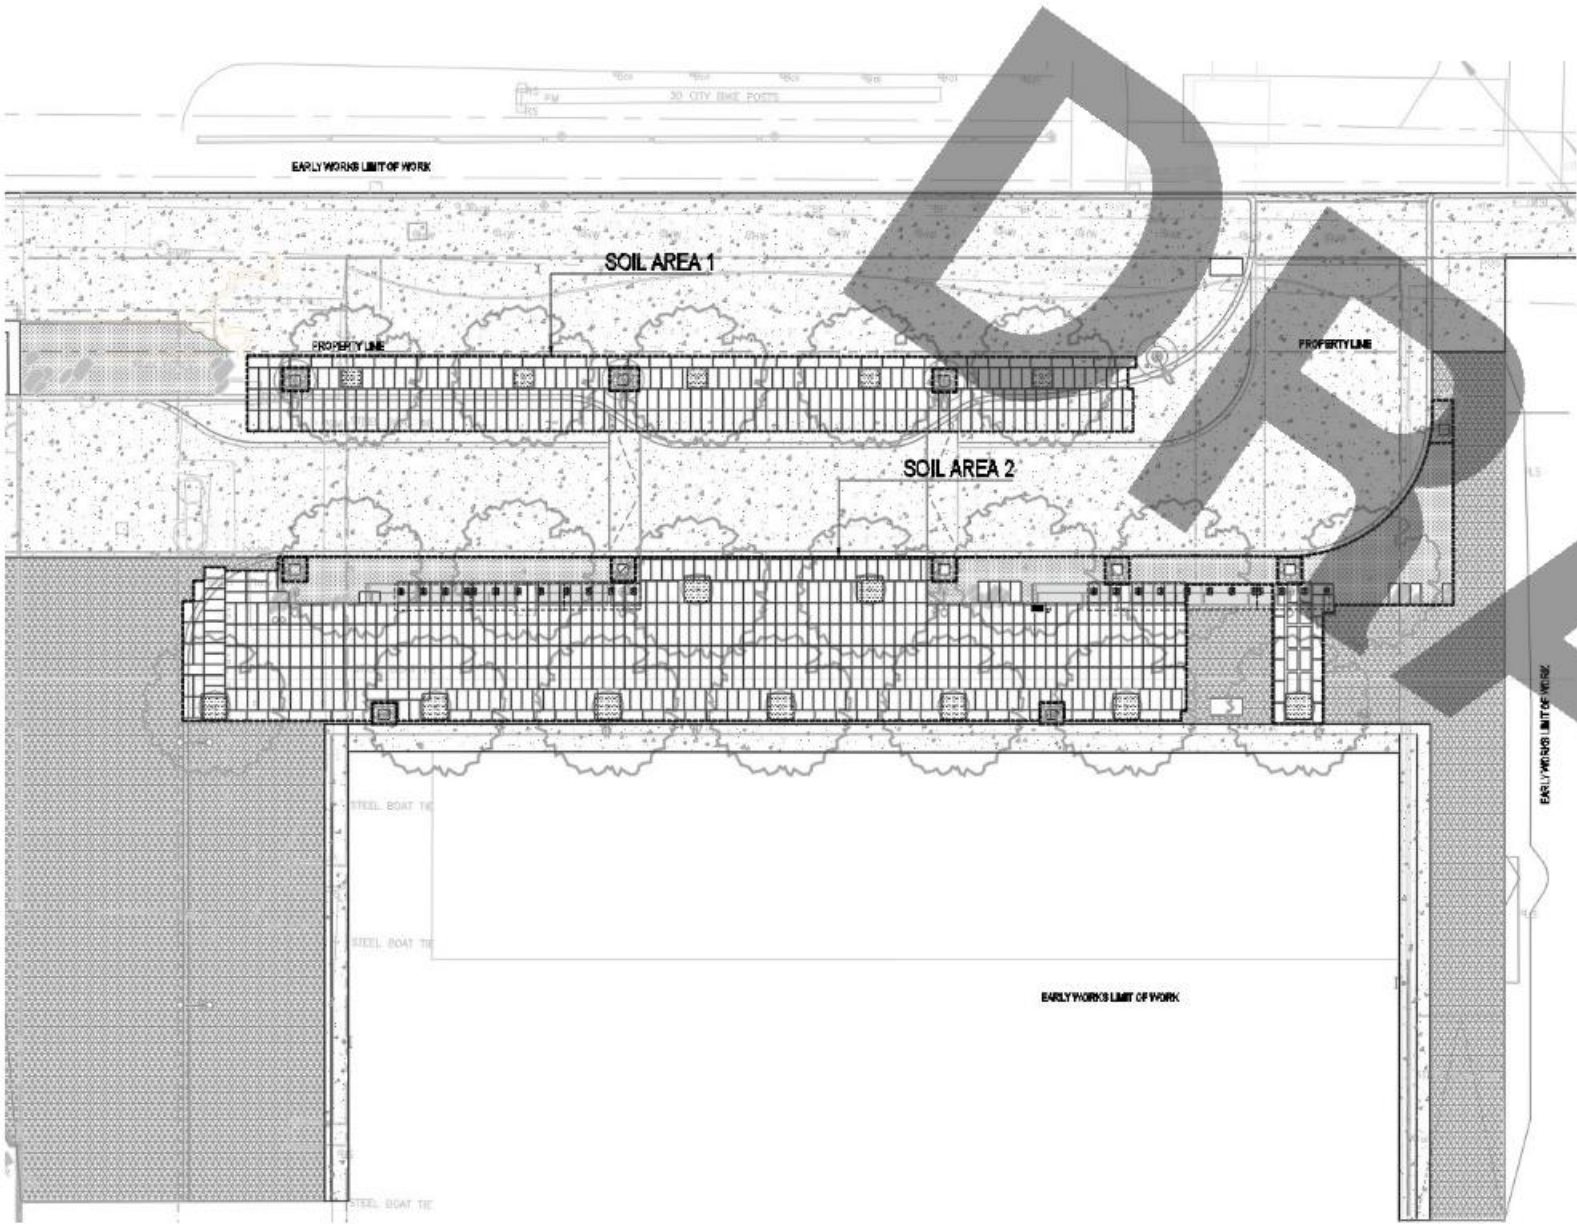 30 CITY BIKE POSTS
RS
RS
EARLY WORKS LIMIT OF WORK
SOIL AREA 1
PROPERTY LINE
PROPERTY LINE
SOIL AREA 2
EARLY WORKS LIMIT OF WORK
STEEL BOAT TIE
STEEL BOAT TIE
EARLY WORKS LIMIT OF WORK
STEEL BOAT TIE
DRA